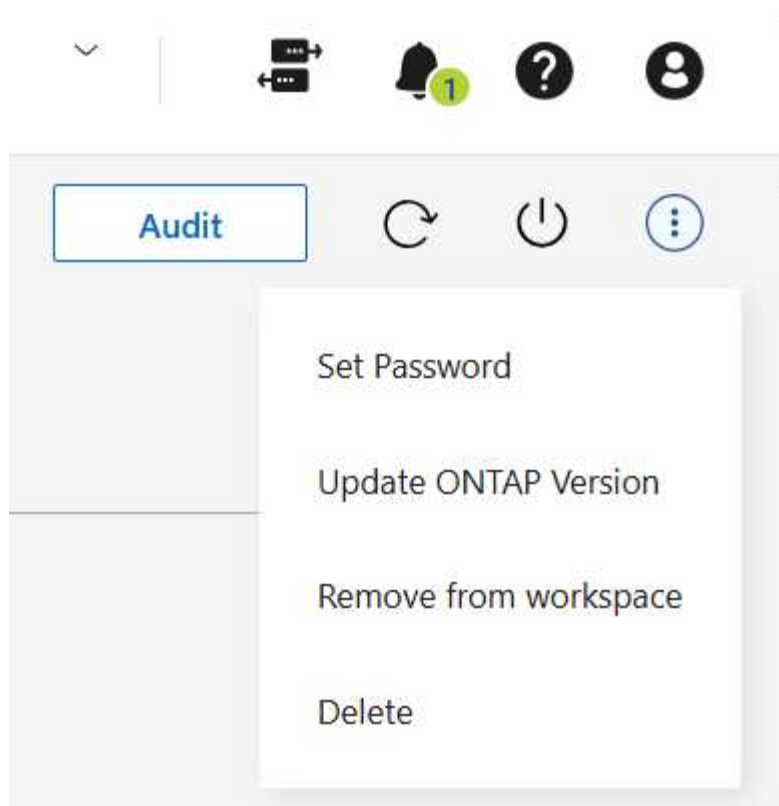 1
Audit
Set Password
Update ONTAP Version
Remove from workspace
Delete